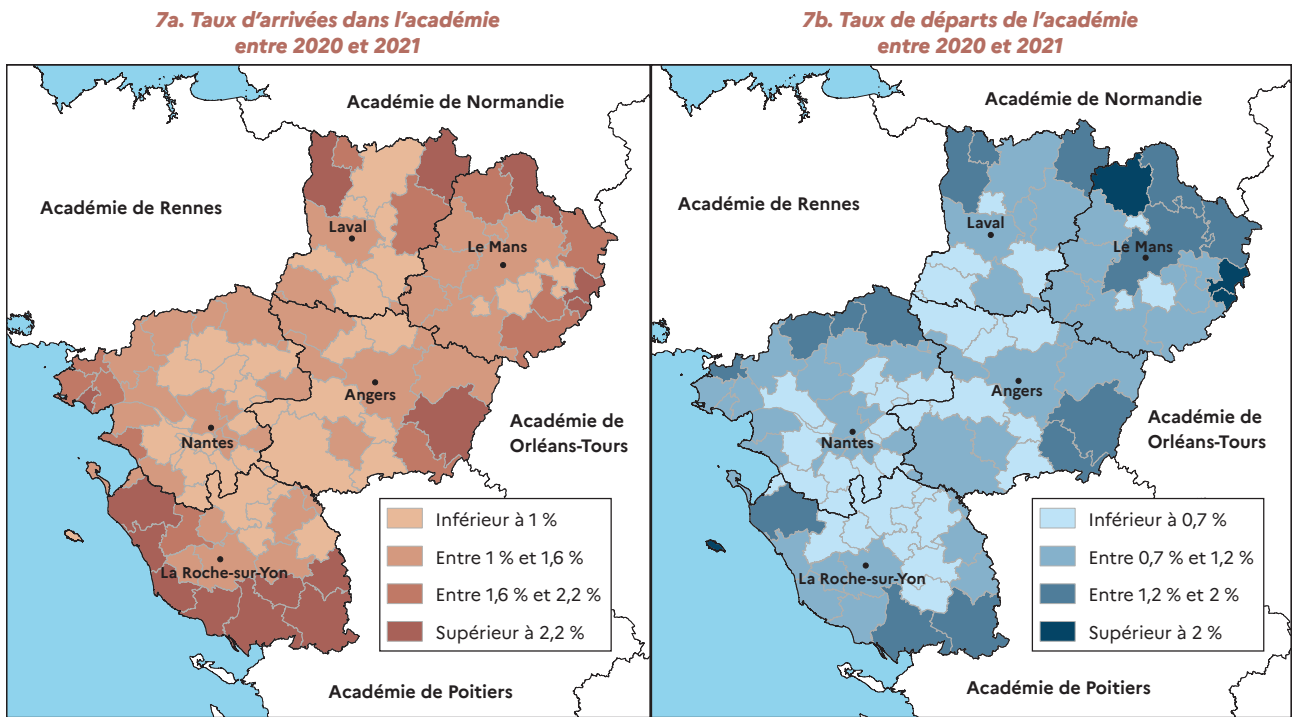 7a. Taux d’arrivées dans l’académie
entre 2020 et 2021
Académie de Normandie
Académie de Rennes
Laval
Le Mans
Angers
Académie de
Orléans-Tours
Nantes
La Roche-sur-Yon
Inférieur à 1 %
Entre 1 % et 1,6 %
Entre 1,6 % et 2,2 %
Supérieur à 2,2 %
Académie de Poitiers
7b. Taux de départs de l’académie
entre 2020 et 2021
Académie de Normandie
Académie de Rennes
Laval
Le Mans
Angers
Académie de
Orléans-Tours
Nantes
La Roche-sur-Yon
Inférieur à 0,7 %
Entre 0,7 % et 1,2 %
Entre 1,2 % et 2 %
Supérieur à 2 %
Académie de Poitiers